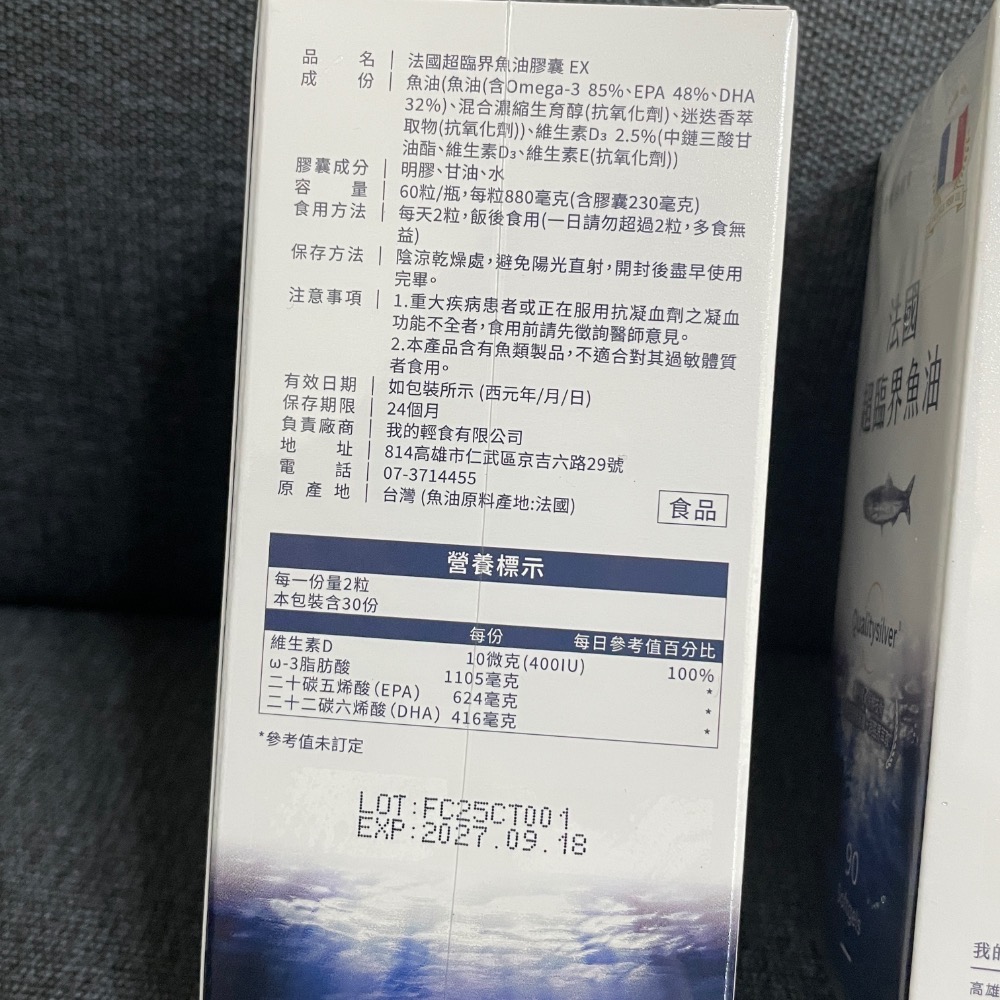 品名｜法國超臨界魚油膠囊 EX
成份｜魚油(魚油(含Omega-3 85%、EPA 48%、DHA
32%)、混合濃縮生育醇(抗氧化劑)、迷迭香萃
取物(抗氧化劑))、維生素D₃ 2.5%(中鏈三酸甘
油酯、維生素D₃、維生素E(抗氧化劑))
膠囊成分｜明膠、甘油、水
容量｜60粒/瓶，每粒880毫克(含膠囊230毫克)
食用方法｜每天2粒，飯後食用(一日請勿超過2粒，多食無
益)
保存方法｜陰涼乾燥處，避免陽光直射，開封後盡早使用
完畢。
注意事項｜1.重大疾病患者或正在服用抗凝血劑之凝血
功能不全者，食用前請先徵詢醫師意見。
2.本產品含有魚類製品，不適合對其過敏體質
者食用。
有效日期｜如包裝所示 (西元年/月/日)
保存期限｜24個月
負責廠商｜我的輕食有限公司
地址｜814高雄市仁武區京吉六路29號
電話｜07-3714455
原產地｜台灣 (魚油原料產地:法國)
食品
營養標示
每一份量2粒
本包裝含30份
每份 每日參考值百分比
維生素D 10微克(400IU) 100%
ω-3脂肪酸 1105毫克 *
二十碳五烯酸(EPA) 624毫克 *
二十二碳六烯酸(DHA) 416毫克 *
*參考值未訂定
LOT:FC25CT001
EXP:2027.09.18
法國
超臨界魚油
Qualitysilver®
90
softgels
我的
高雄